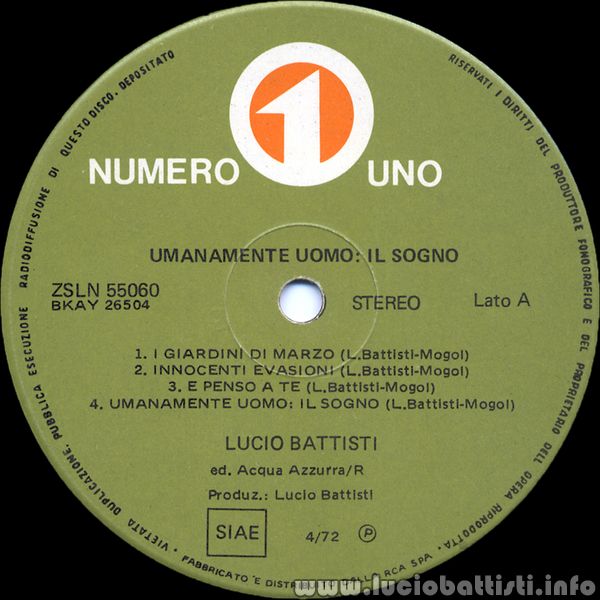 1
NUMERO UNO
UMANAMENTE UOMO: IL SOGNO
ZSLN 55060
BKAY 26504
STEREO
Lato A
1. I GIARDINI DI MARZO (L.Battisti-Mogol)
2. INNOCENTI EVASIONI (L.Battisti-Mogol)
3. E PENSO A TE (L.Battisti-Mogol)
4. UMANAMENTE UOMO: IL SOGNO (L.Battisti-Mogol)
LUCIO BATTISTI
ed. Acqua Azzurra/R
Produz.: Lucio Battisti
SIAE
4/72 Ⓟ
RISERVATI I DIRITTI DEL PRODUTTORE FONOGRAFICO E DEL PROPRIETARIO DELL OPERA RIPRODOTTA •
• VIETATA DUPLICAZIONE, PUBBLICA ESECUZIONE RADIODIFFUSIONE DI QUESTO DISCO. DEPOSITATO
FABBRICATO E DISTRIBUITO DALLA RCA SPA •
www.luciobattisti.info